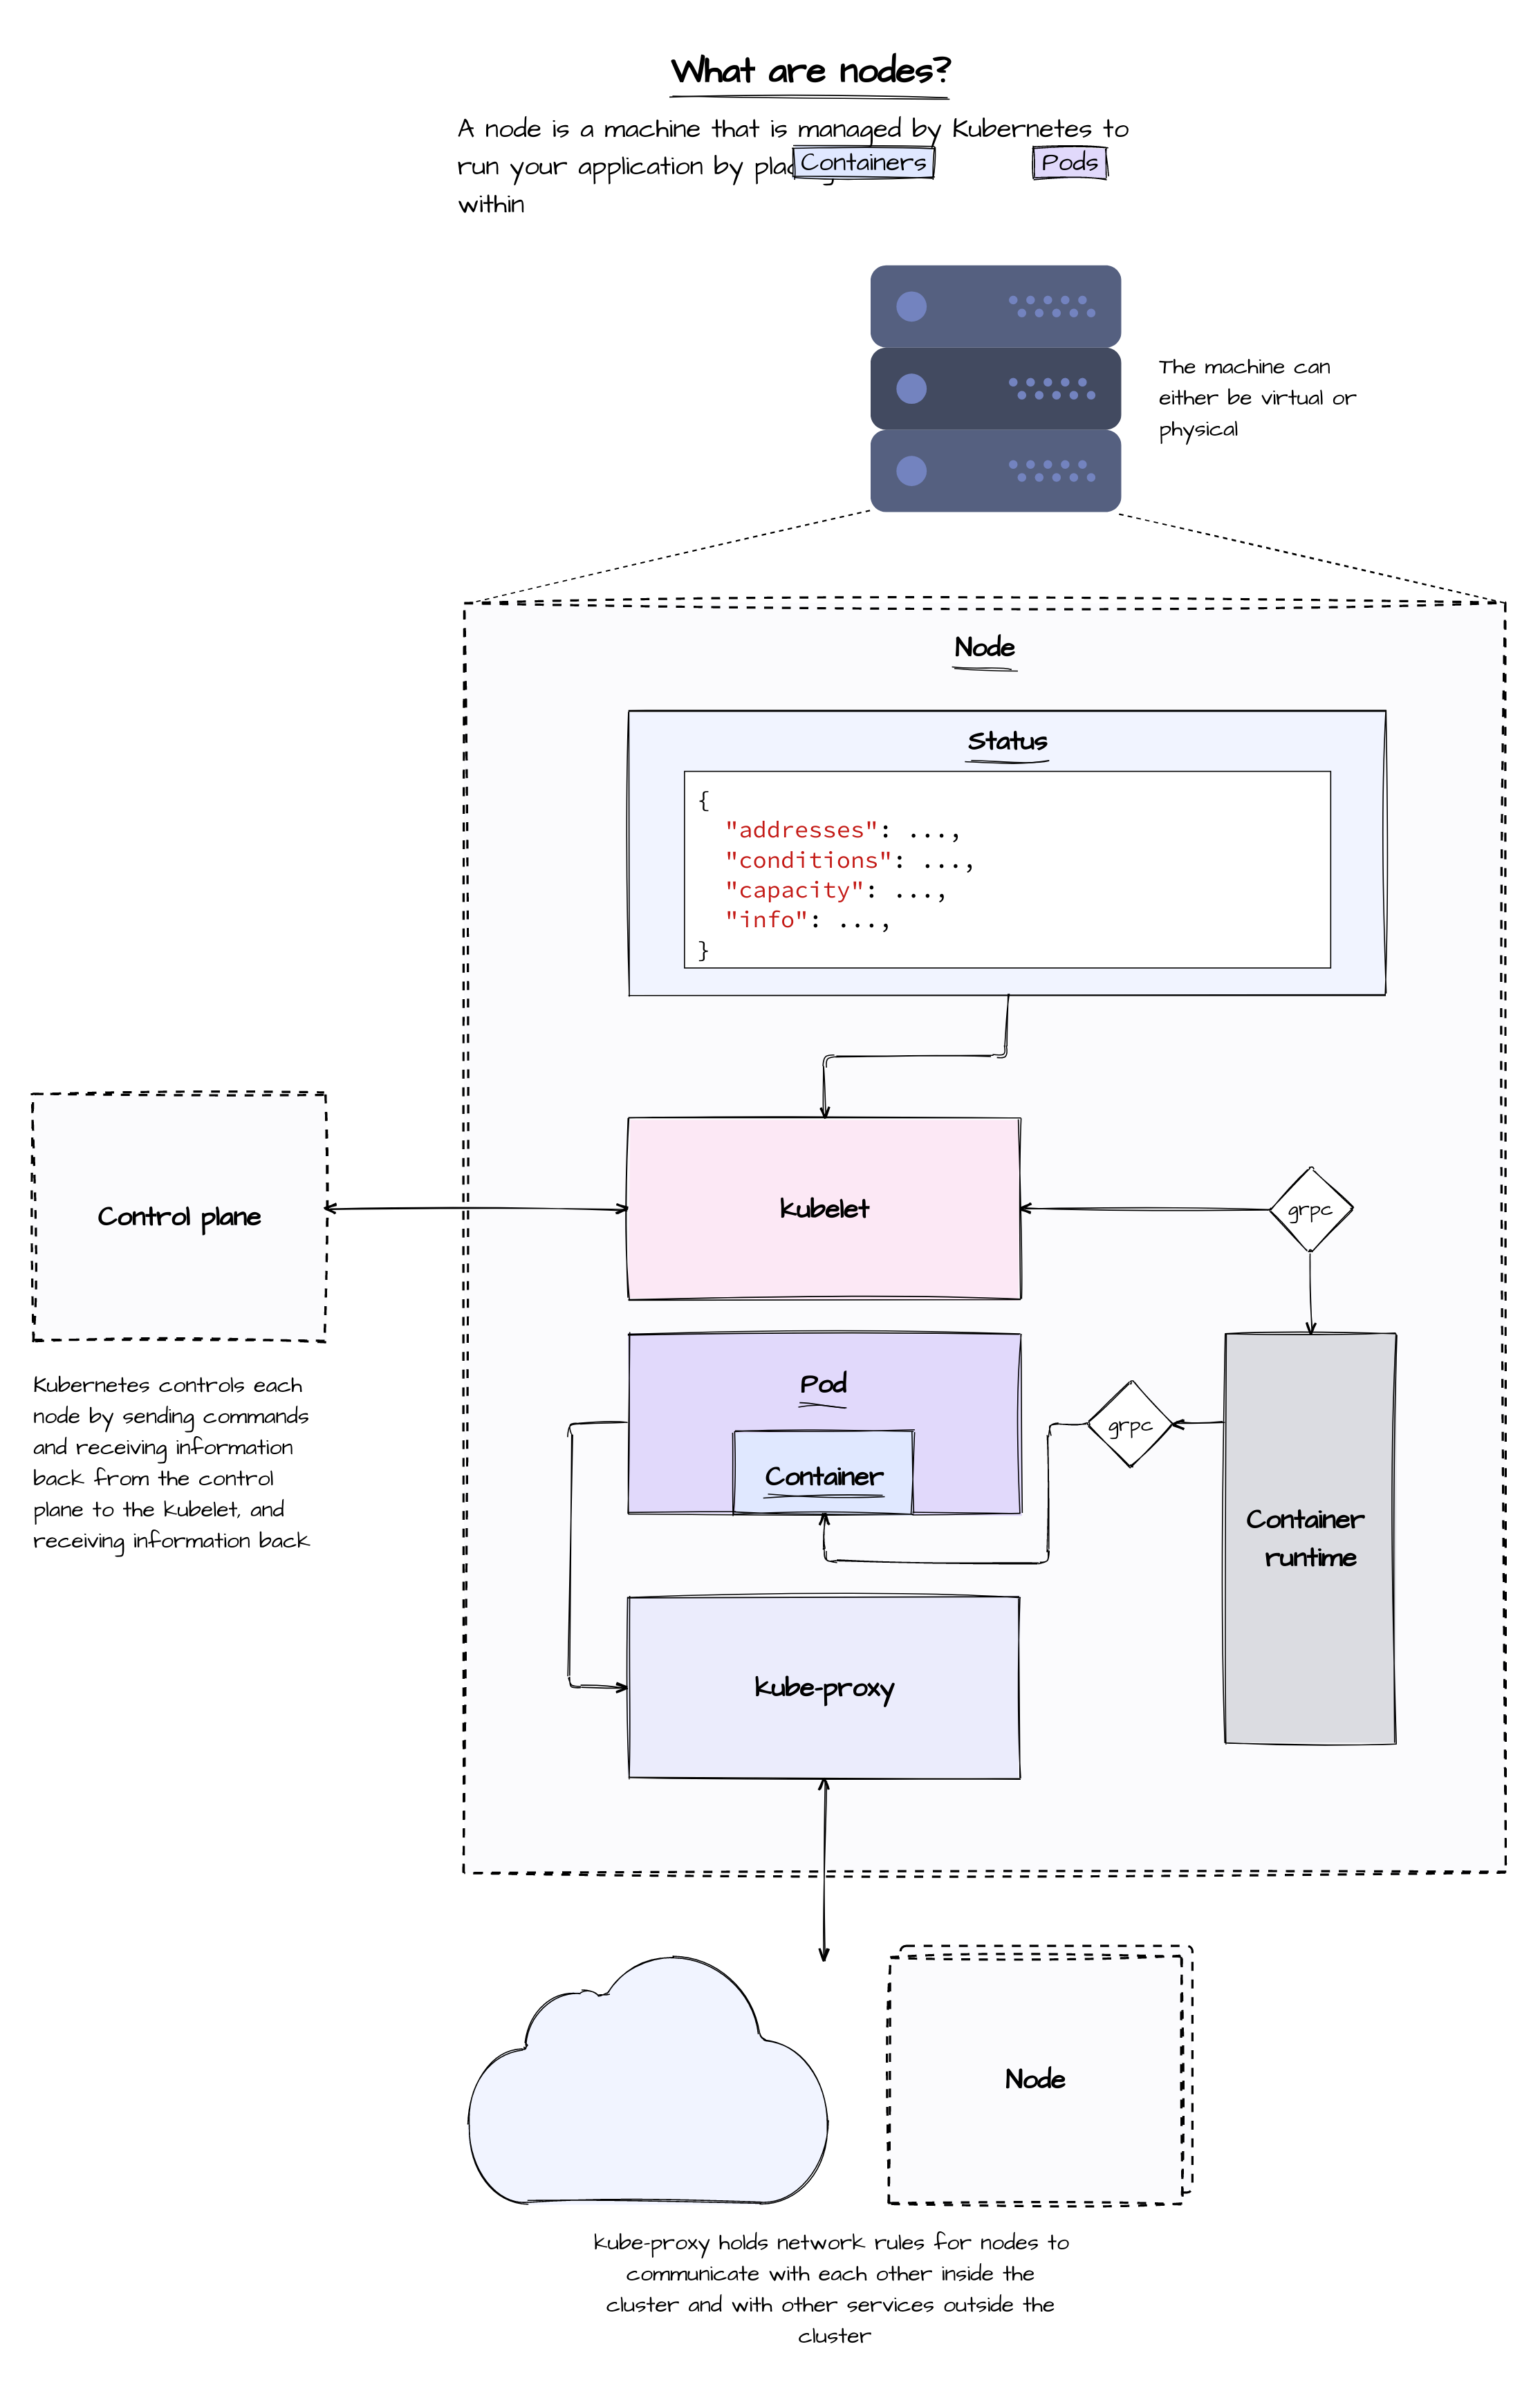 What are nodes?
A node is a machine that is managed by Kubernetes to
run your application by Containers Pods
within
The machine can
either be virtual or
physical
Node
Status
{
"addresses": ...,
"conditions": ...,
"capacity": ...,
"info": ...,
}
Control plane
kubelet
grpc
Kubernetes controls each
node by sending commands
and receiving information
back from the control
plane to the kubelet, and
receiving information back
Pod
Container
grpc
Container
runtime
kube-proxy
Node
kube-proxy holds network rules for nodes to
communicate with each other inside the
cluster and with other services outside the
cluster